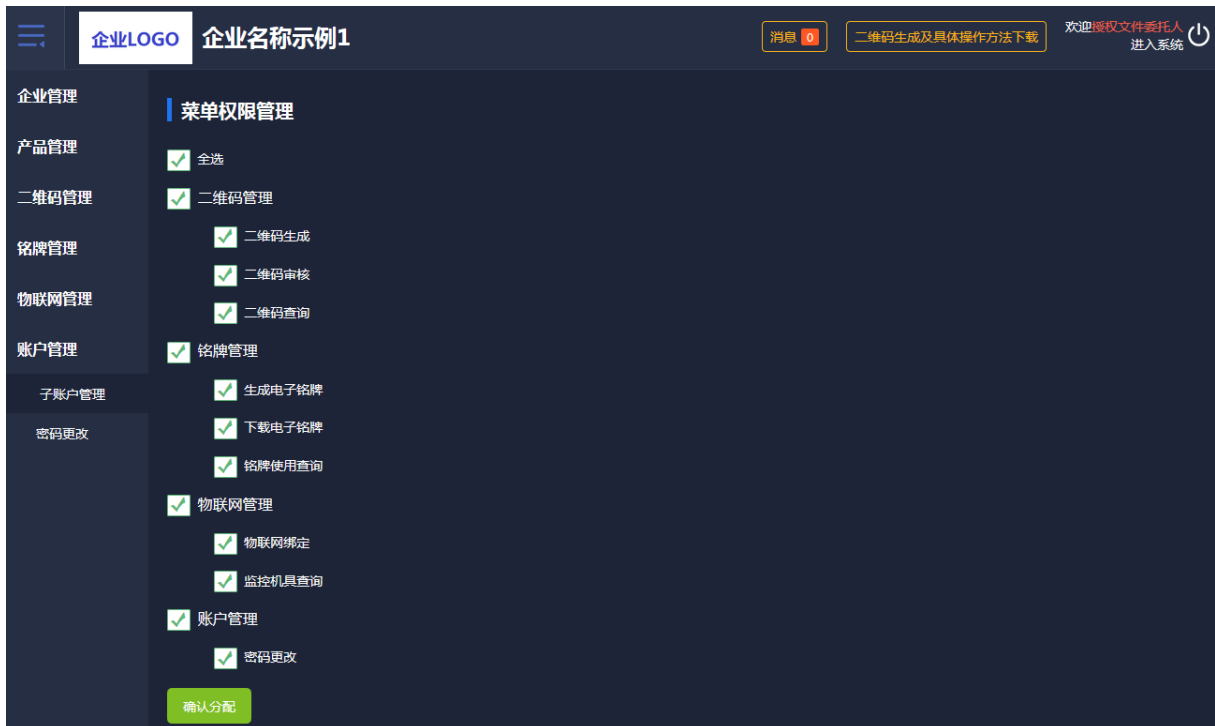 企业LOGO
企业名称示例1
消息 0
二维码生成及具体操作方法下载
欢迎授权文件委托人
进入系统
企业管理
产品管理
二维码管理
铭牌管理
物联网管理
账户管理
子账户管理
密码更改
菜单权限管理
全选
二维码管理
二维码生成
二维码审核
二维码查询
铭牌管理
生成电子铭牌
下载电子铭牌
铭牌使用查询
物联网管理
物联网绑定
监控机具查询
账户管理
密码更改
确认分配